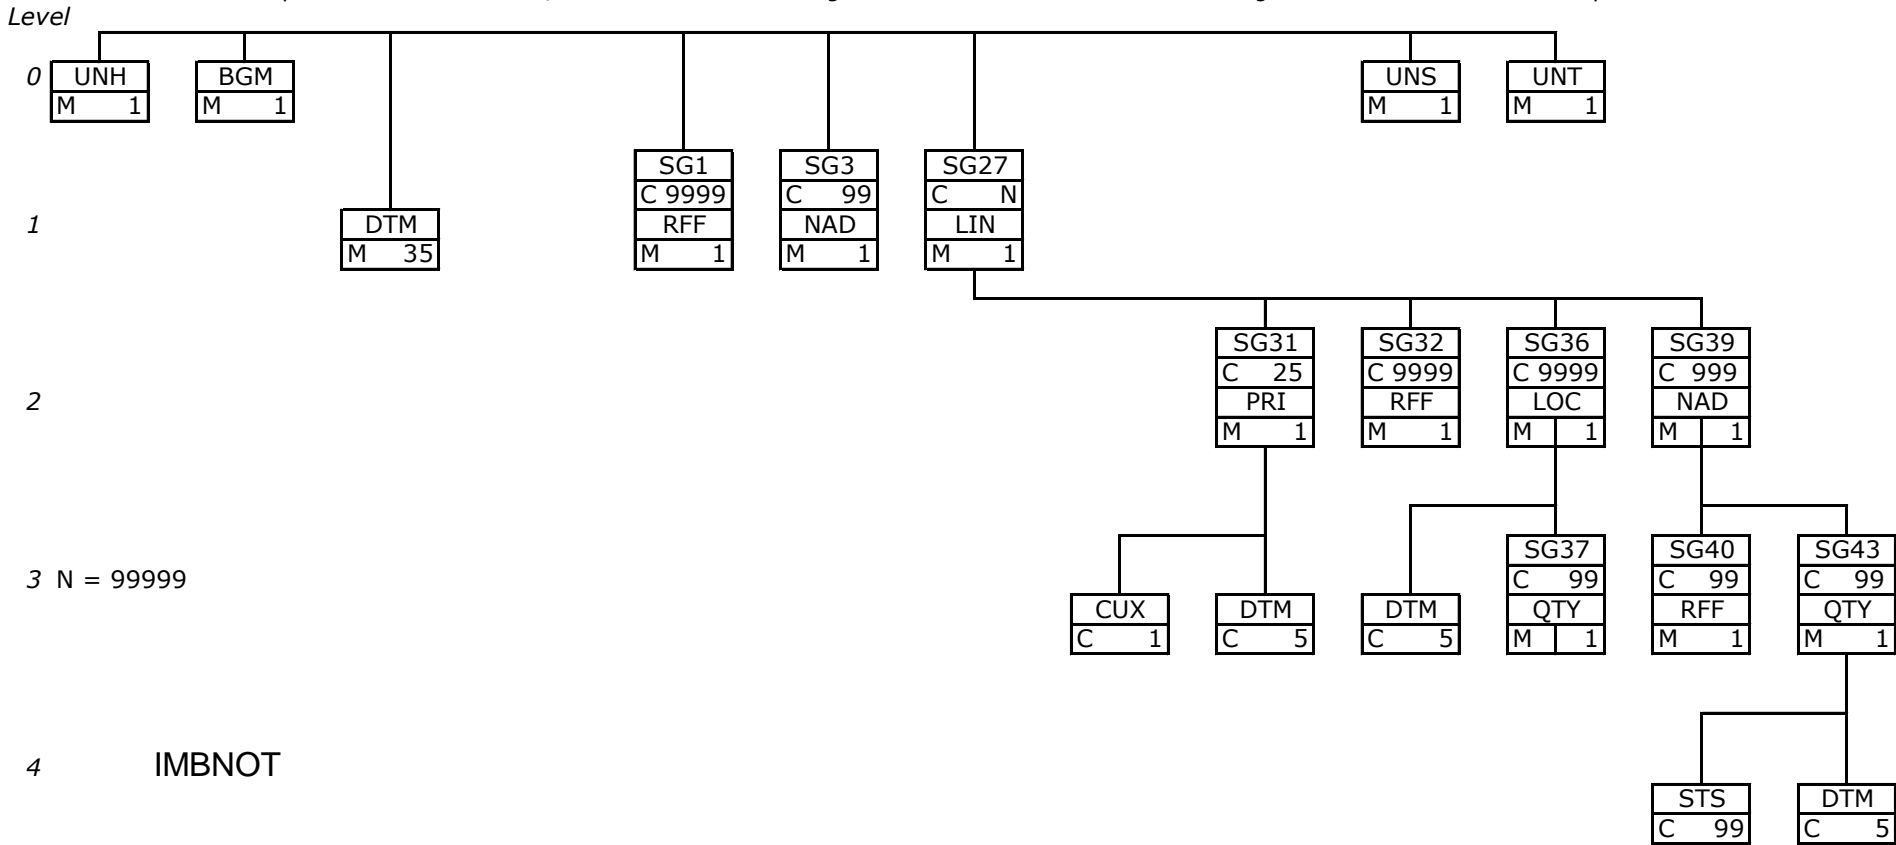 Level
0 UNH BGM UNS UNT
M 1 M 1 M 1 M 1
SG1 SG3 SG27
C 9999 C 99 C N
1 DTM RFF NAD LIN
M 35 M 1 M 1 M 1
SG31 SG32 SG36 SG39
C 25 C 9999 C 9999 C 999
2 PRI RFF LOC NAD
M 1 M 1 M 1 M 1
SG37 SG40 SG43
3 N = 99999 C 99 C 99 C 99
CUX DTM DTM QTY RFF QTY
C 1 C 5 C 5 M 1 M 1 M 1
4 IMBNOT
STS DTM
C 99 C 5